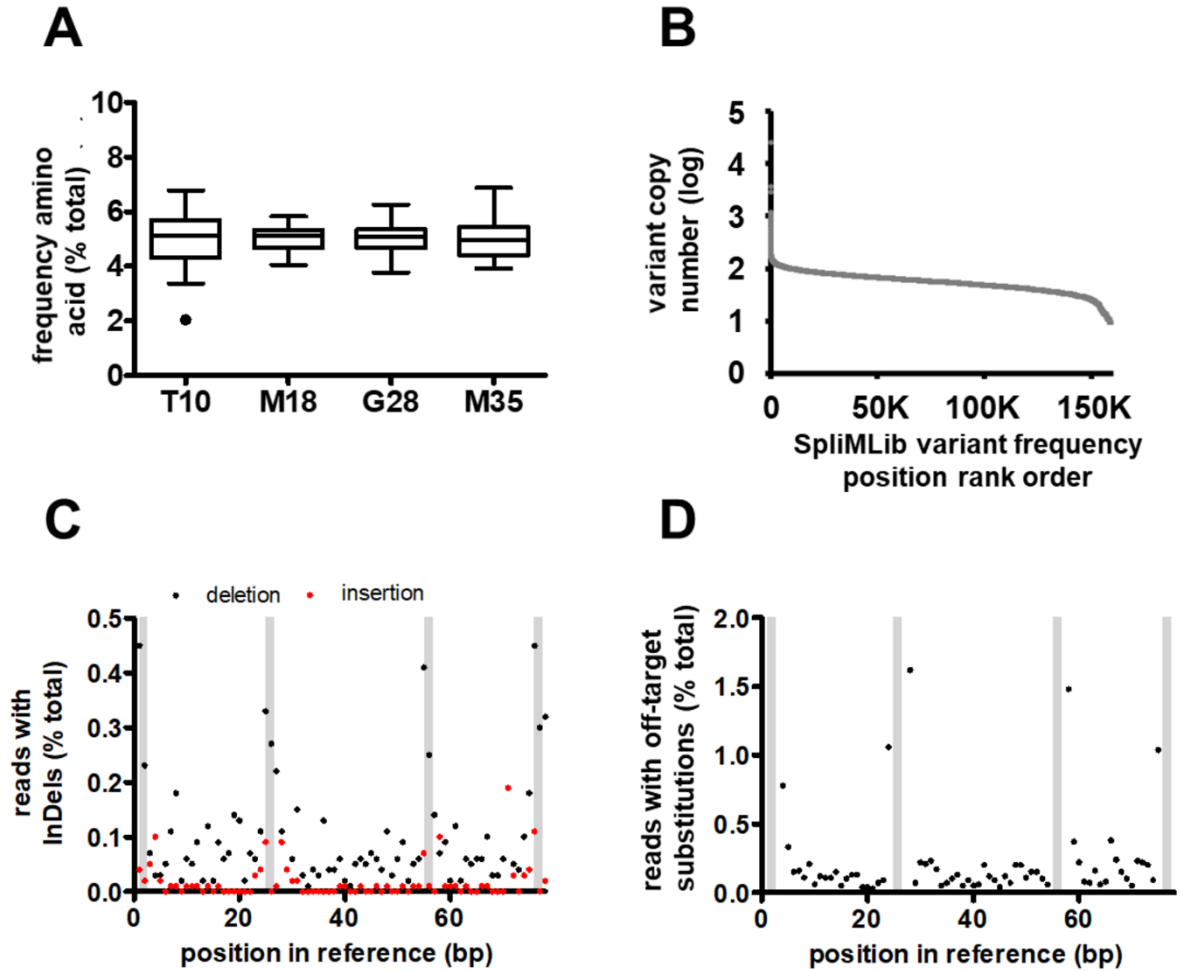 A
frequency amino
acid (% total)
10
8
6
4
2
0
T10 M18 G28 M35
B
variant copy
number (log)
5
4
3
2
1
0
0 50K 100K 150K
SpliMLib variant frequency
position rank order
C
deletion insertion
reads with
InDels (% total)
0.5
0.4
0.3
0.2
0.1
0.0
0 20 40 60
position in reference (bp)
D
reads with off-target
substitutions (% total)
2.0
1.5
1.0
0.5
0.0
0 20 40 60
position in reference (bp)